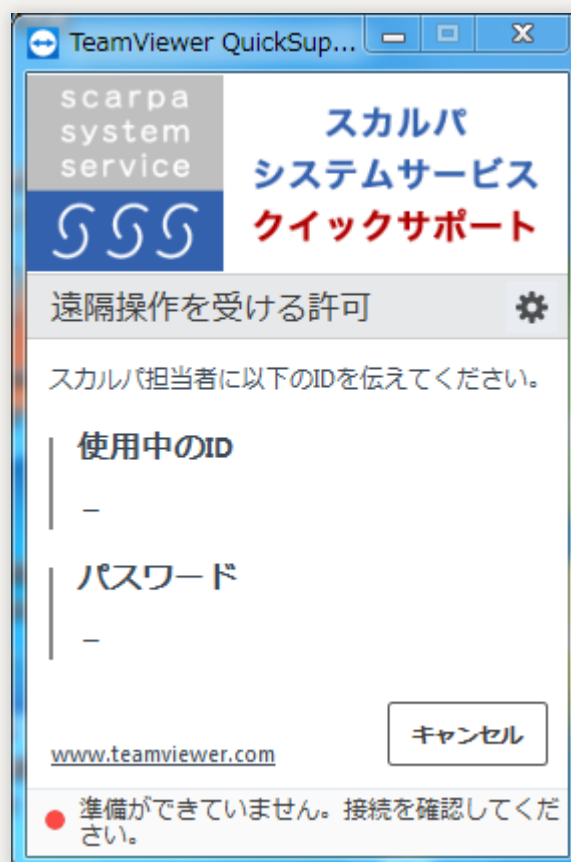 TeamViewer QuickSup...
scarpa
system
service
SSS
スカルパ
システムサービス
クイックサポート
遠隔操作を受ける許可
スカルパ担当者に以下のIDを伝えてください。
使用中のID
–
パスワード
–
www.teamviewer.com
キャンセル
準備ができていません。接続を確認してくだ
さい。